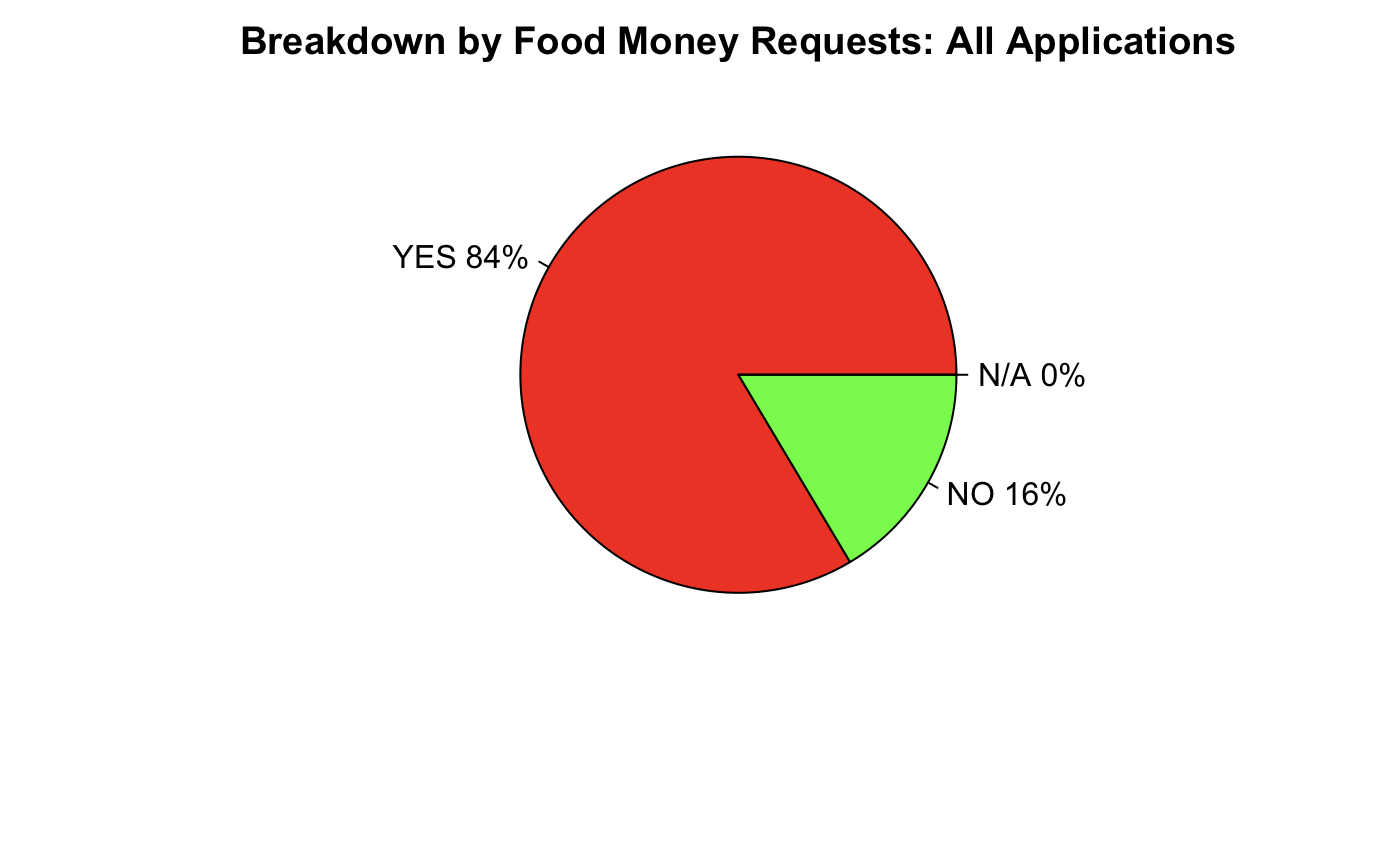 Breakdown by Food Money Requests: All Applications
YES 84%
N/A 0%
NO 16%